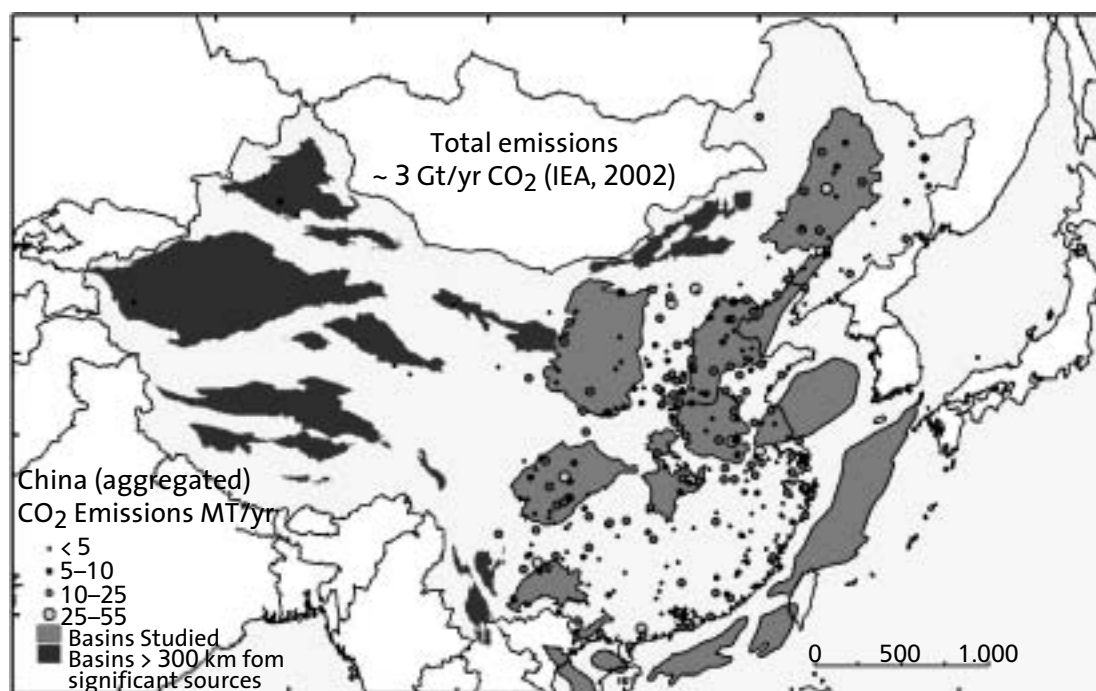 Total emissions
~ 3 Gt/yr CO₂ (IEA, 2002)
China (aggregated)
CO₂ Emissions MT/yr
< 5
5–10
10–25
25–55
Basins Studied
Basins > 300 km fom
significant sources
0 500 1.000